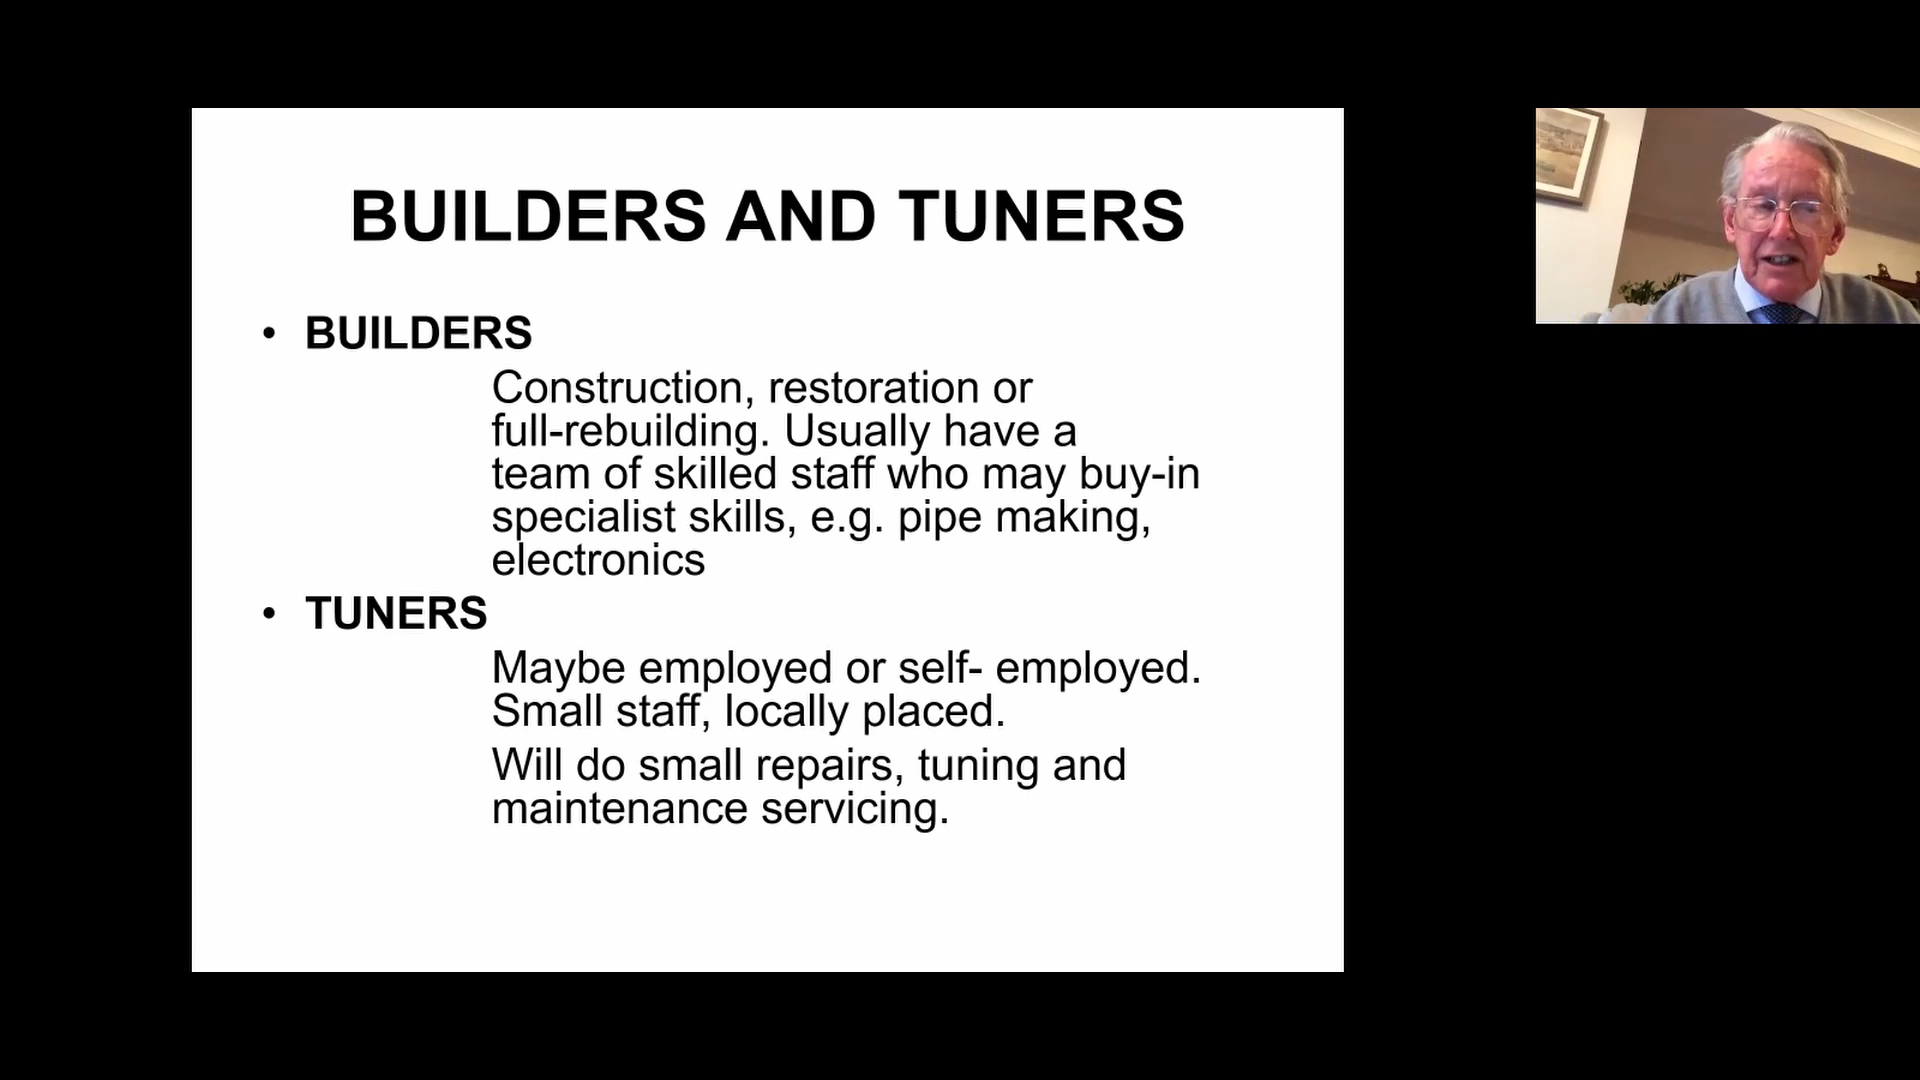 BUILDERS AND TUNERS
• BUILDERS
Construction, restoration or
full-rebuilding. Usually have a
team of skilled staff who may buy-in
specialist skills, e.g. pipe making,
electronics
• TUNERS
Maybe employed or self- employed.
Small staff, locally placed.
Will do small repairs, tuning and
maintenance servicing.